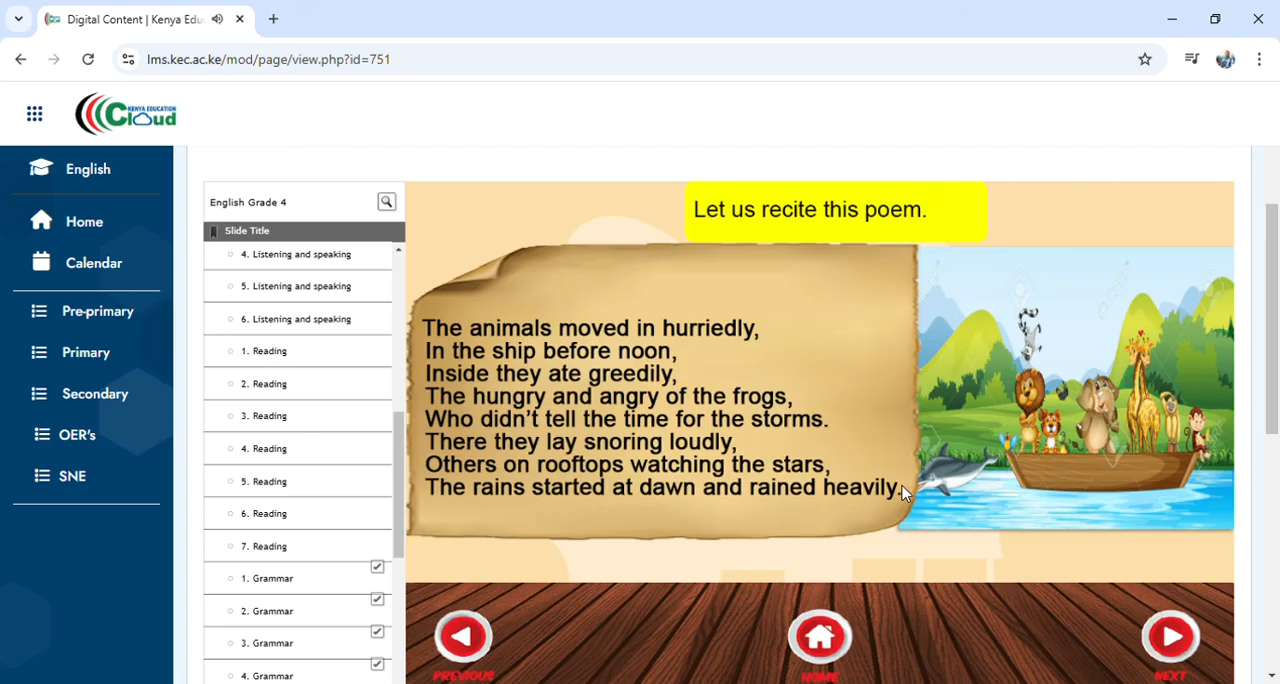 Digital Content | Kenya Edu
lms.kec.ac.ke/mod/page/view.php?id=751
KENYA EDUCATION
Cloud
English
Home
Calendar
Pre-primary
Primary
Secondary
OER's
SNE
English Grade 4
Slide Title
4. Listening and speaking
5. Listening and speaking
6. Listening and speaking
1. Reading
2. Reading
3. Reading
4. Reading
5. Reading
6. Reading
7. Reading
1. Grammar
2. Grammar
3. Grammar
4. Grammar
Let us recite this poem.
The animals moved in hurriedly,
In the ship before noon,
Inside they ate greedily,
The hungry and angry of the frogs,
Who didn't tell the time for the storms.
There they lay snoring loudly,
Others on rooftops watching the stars,
The rains started at dawn and rained heavily.
PREVIOUS
HOME
NEXT